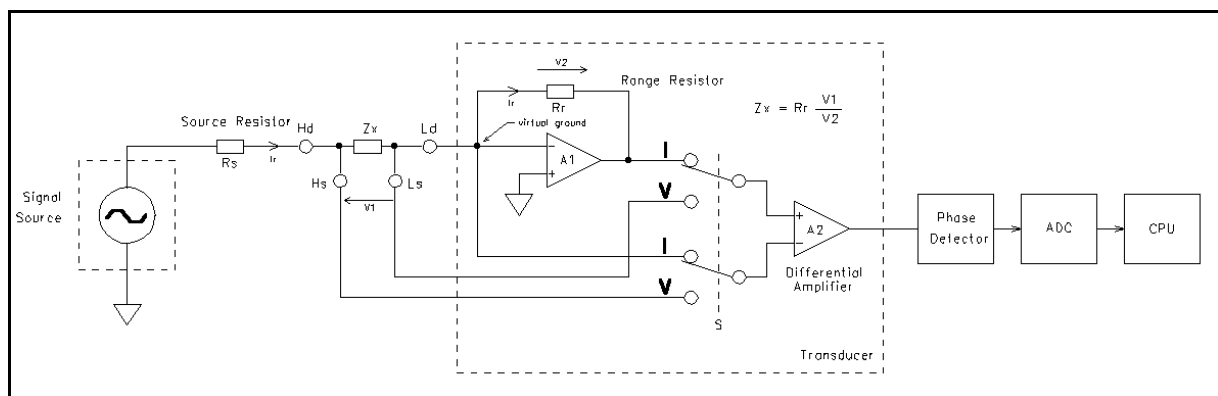 V2
Range Resistor
Ir
Rr
Zx = Rr V1
V2
Source Resistor
Hd
Zx
Ld
virtual ground
Rs
Ir
−
A1
+
I
Hs
Ls
V1
V
Signal
Source
+
A2
−
Phase
Detector
ADC
CPU
I
Differential
Amplifier
V
S
Transducer